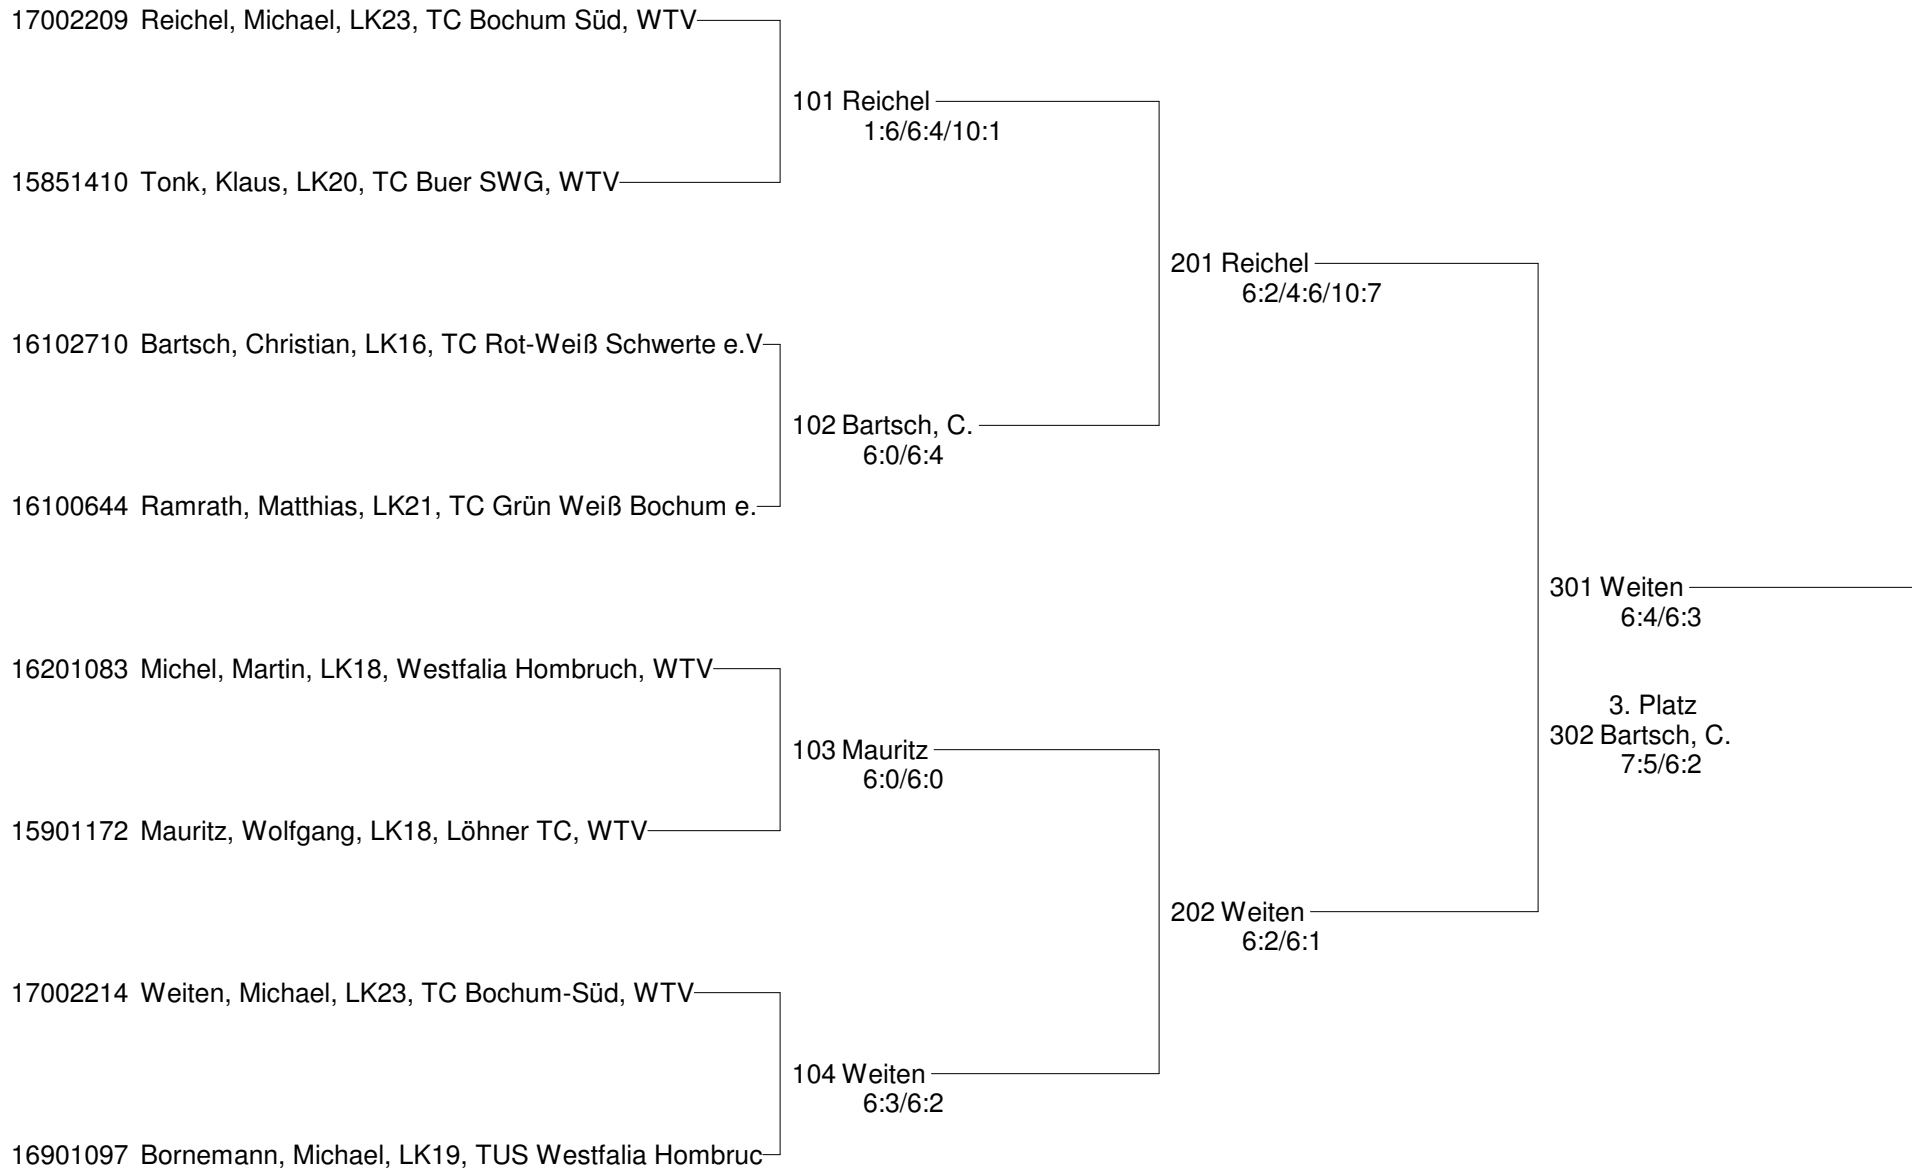 17002209 Reichel, Michael, LK23, TC Bochum Süd, WTV
101 Reichel
1:6/6:4/10:1
15851410 Tonk, Klaus, LK20, TC Buer SWG, WTV
201 Reichel
6:2/4:6/10:7
16102710 Bartsch, Christian, LK16, TC Rot-Weiß Schwerte e.V
102 Bartsch, C.
6:0/6:4
16100644 Ramrath, Matthias, LK21, TC Grün Weiß Bochum e.
301 Weiten
6:4/6:3
16201083 Michel, Martin, LK18, Westfalia Hombruch, WTV
3. Platz
302 Bartsch, C.
7:5/6:2
103 Mauritz
6:0/6:0
15901172 Mauritz, Wolfgang, LK18, Löhner TC, WTV
202 Weiten
6:2/6:1
17002214 Weiten, Michael, LK23, TC Bochum-Süd, WTV
104 Weiten
6:3/6:2
16901097 Bornemann, Michael, LK19, TUS Westfalia Hombruc